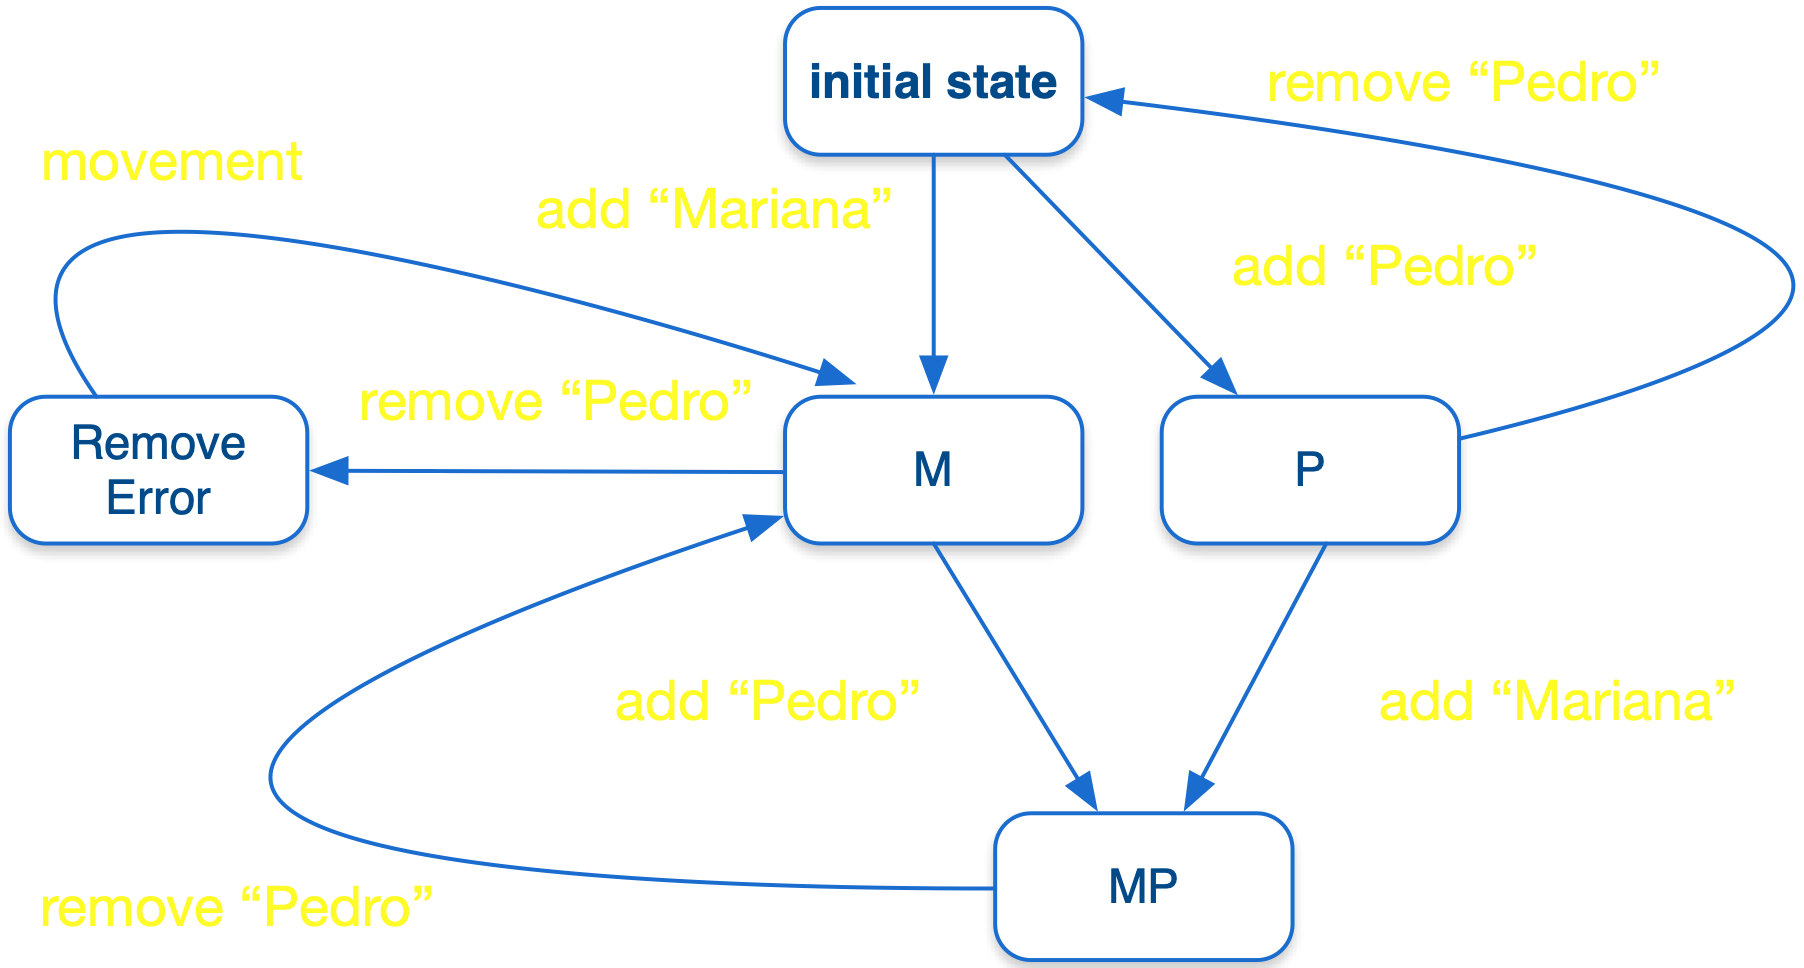 initial state
remove “Pedro”
movement
add “Mariana”
add “Pedro”
remove “Pedro”
Remove
Error
M
P
add “Pedro”
add “Mariana”
MP
remove “Pedro”